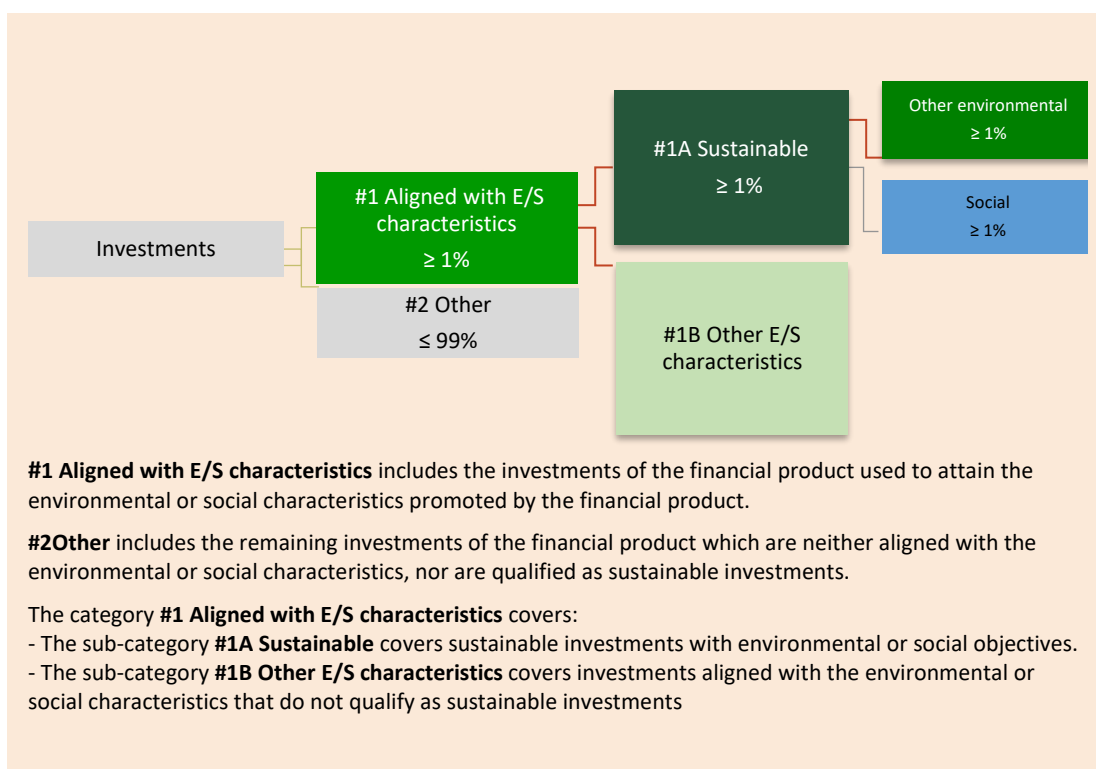 Investments
#1 Aligned with E/S
characteristics
≥ 1%
#2 Other
≤ 99%
#1A Sustainable
≥ 1%
#1B Other E/S
characteristics
Other environmental
≥ 1%
Social
≥ 1%
#1 Aligned with E/S characteristics includes the investments of the financial product used to attain the
environmental or social characteristics promoted by the financial product.
#2Other includes the remaining investments of the financial product which are neither aligned with the
environmental or social characteristics, nor are qualified as sustainable investments.
The category #1 Aligned with E/S characteristics covers:
- The sub-category #1A Sustainable covers sustainable investments with environmental or social objectives.
- The sub-category #1B Other E/S characteristics covers investments aligned with the environmental or
social characteristics that do not qualify as sustainable investments